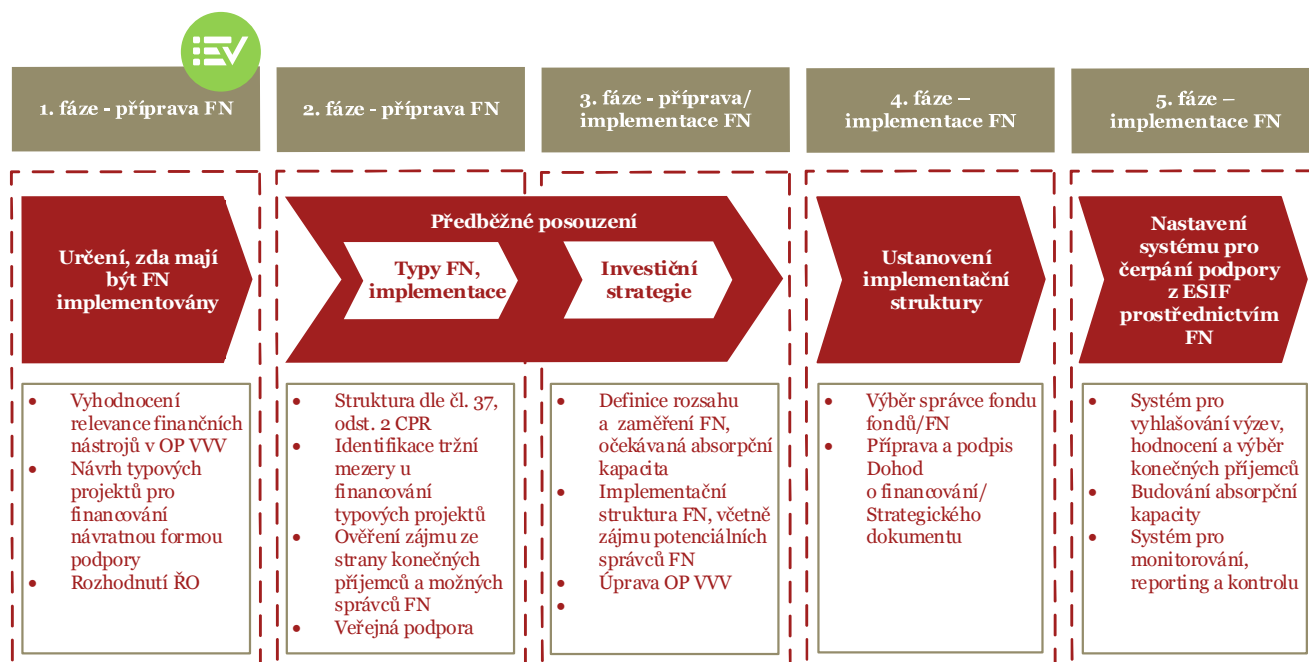 1. fáze - příprava FN
2. fáze - příprava FN
3. fáze - příprava/
implementace FN
4. fáze –
implementace FN
5. fáze –
implementace FN
Určení, zda mají
být FN
implementovány
Předběžné posouzení
Typy FN,
implementace
Investiční
strategie
Ustanovení
implementační
struktury
Nastavení
systému pro
čerpání podpory
z ESIF
prostřednictvím
FN
• Vyhodnocení
relevance finančních
nástrojů v OP VVV
• Návrh typových
projektů pro
financování
návratnou formou
podpory
• Rozhodnutí ŘO
• Struktura dle čl. 37,
odst. 2 CPR
• Identifikace tržní
mezery u
financování
typových projektů
• Ověření zájmu ze
strany konečných
příjemců a možných
správců FN
• Veřejná podpora
• Definice rozsahu
a zaměření FN,
očekávaná absorpční
kapacita
• Implementační
struktura FN, včetně
zájmu potenciálních
správců FN
• Úprava OP VVV
•
• Výběr správce fondu
fondů/FN
• Příprava a podpis
Dohod
o financování/
Strategického
dokumentu
• Systém pro
vyhlašování výzev,
hodnocení a výběr
konečných příjemců
• Budování absorpční
kapacity
• Systém pro
monitorování,
reporting a kontrolu